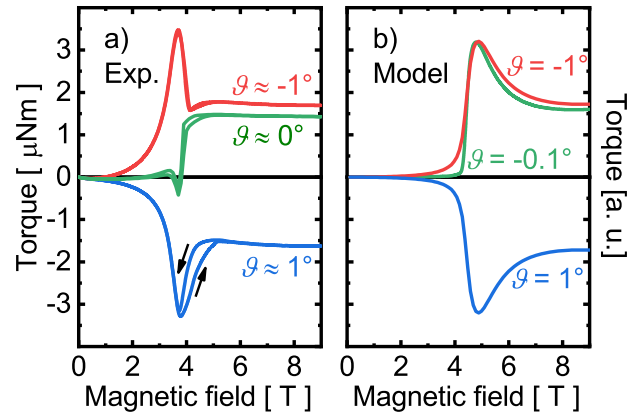 a)
Exp.
ϑ ≈ -1°
ϑ ≈ 0°
ϑ ≈ 1°
3
2
1
0
-1
-2
-3
Torque [ μNm]
0
2
4
6
8
Magnetic field [ T ]
b)
Model
ϑ = -1°
ϑ = -0.1°
ϑ = 1°
0
2
4
6
8
Magnetic field [ T ]
Torque [a. u.]